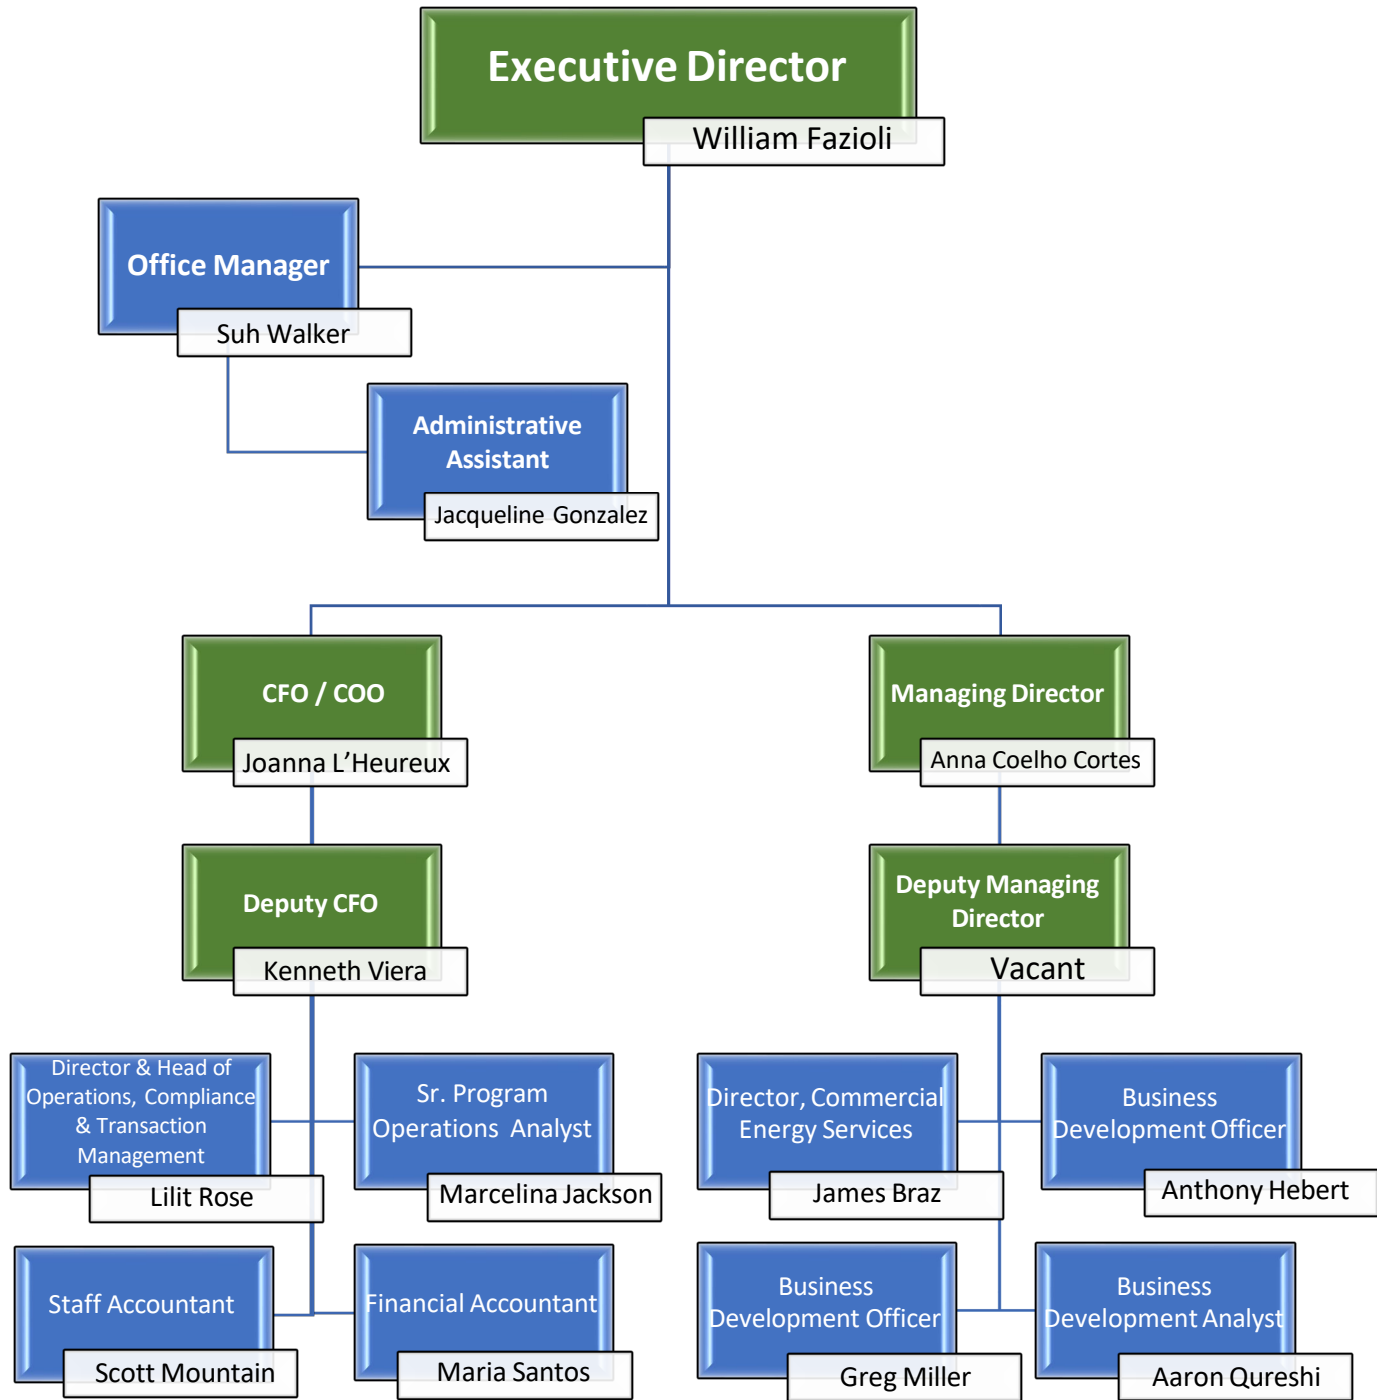 Executive Director
William Fazioli
Office Manager
Suh Walker
Administrative
Assistant
Jacqueline Gonzalez
CFO / COO
Joanna L’Heureux
Managing Director
Anna Coelho Cortes
Deputy CFO
Kenneth Viera
Deputy Managing
Director
Vacant
Director & Head of
Operations, Compliance
& Transaction
Management
Lilit Rose
Sr. Program
Operations Analyst
Marcelina Jackson
Director, Commercial
Energy Services
James Braz
Business
Development Officer
Anthony Hebert
Staff Accountant
Scott Mountain
Financial Accountant
Maria Santos
Business
Development Officer
Greg Miller
Business
Development Analyst
Aaron Qureshi